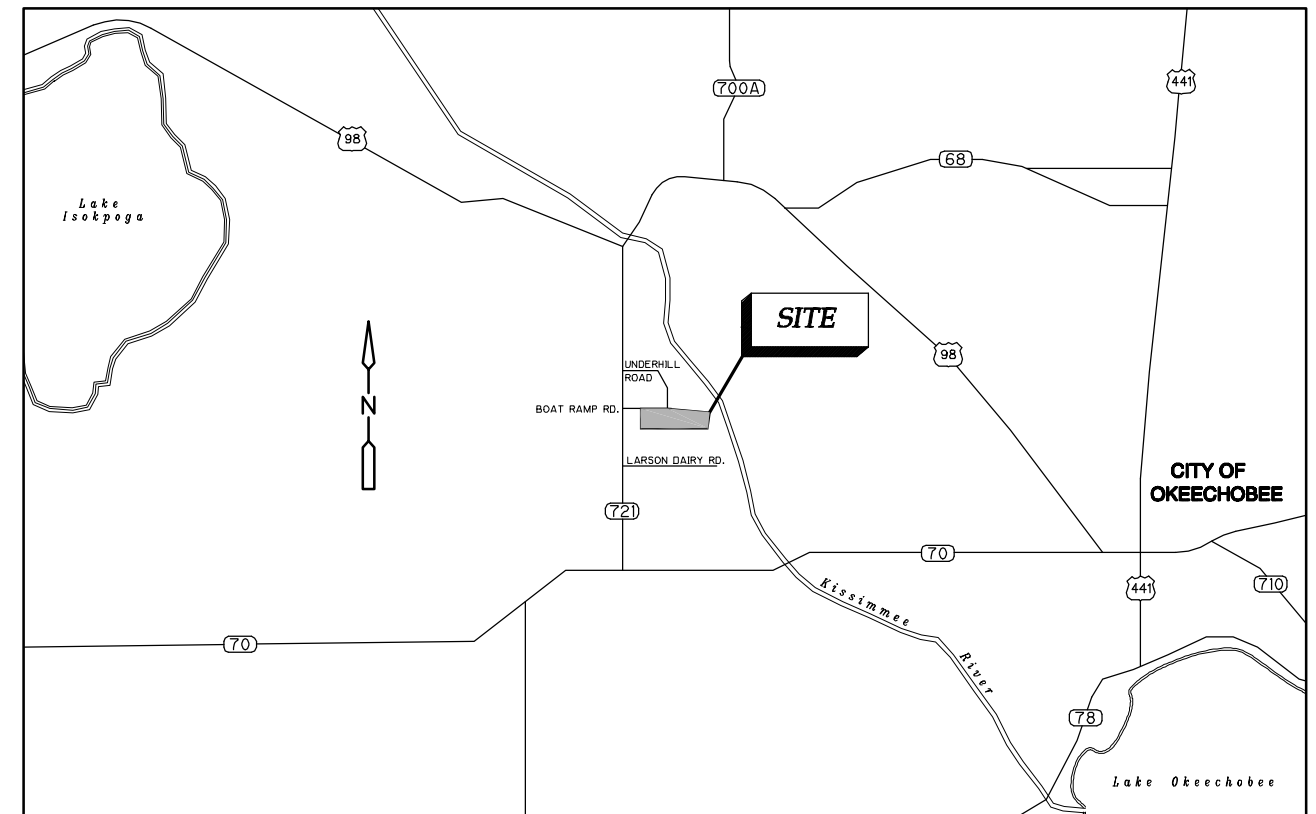 441
700A
98
68
Lake
Isokpoga
SITE
UNDERHILL
ROAD
98
BOAT RAMP RD.
N
LARSON DAIRY RD.
CITY OF
OKEECHOBEE
721
70
Kissimmee
441
710
70
River
78
Lake Okeechobee